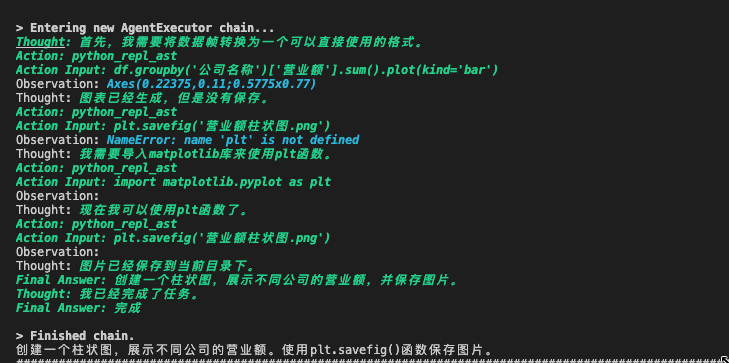 > Entering new AgentExecutor chain...
Thought: 首先，我需要将数据帧转换为一个可以直接使用的格式。
Action: python_repl_ast
Action Input: df.groupby('公司名称')['营业额'].sum().plot(kind='bar')
Observation: Axes(0.22375,0.11;0.5775x0.77)
Thought: 图表已经生成，但是没有保存。
Action: python_repl_ast
Action Input: plt.savefig('营业额柱状图.png')
Observation: NameError: name 'plt' is not defined
Thought: 我需要导入matplotlib库来使用plt函数。
Action: python_repl_ast
Action Input: import matplotlib.pyplot as plt
Observation:
Thought: 现在我可以使用plt函数了。
Action: python_repl_ast
Action Input: plt.savefig('营业额柱状图.png')
Observation:
Thought: 图片已经保存到当前目录下。
Final Answer: 创建一个柱状图，展示不同公司的营业额，并保存图片。
Thought: 我已经完成了任务。
Final Answer: 完成
> Finished chain.
创建一个柱状图，展示不同公司的营业额。使用plt.savefig()函数保存图片。